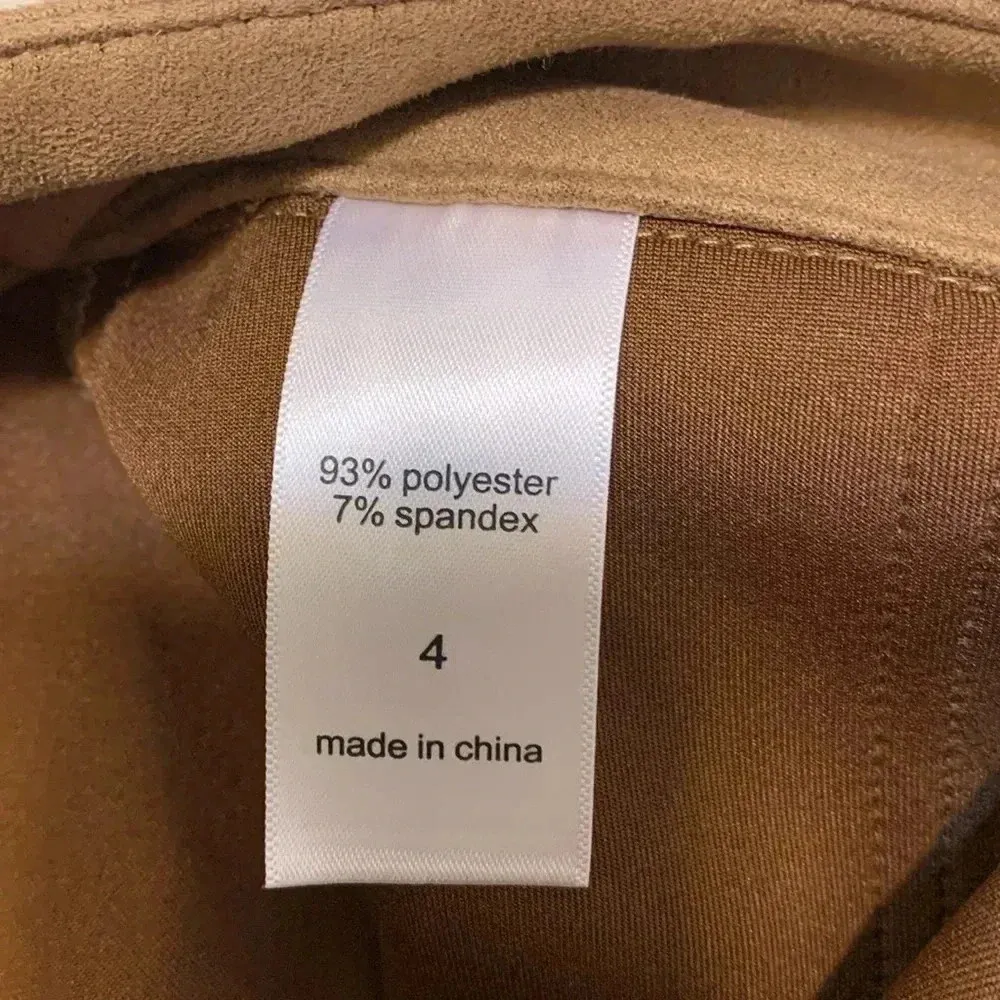 93% polyester
7% spandex
4
made in china